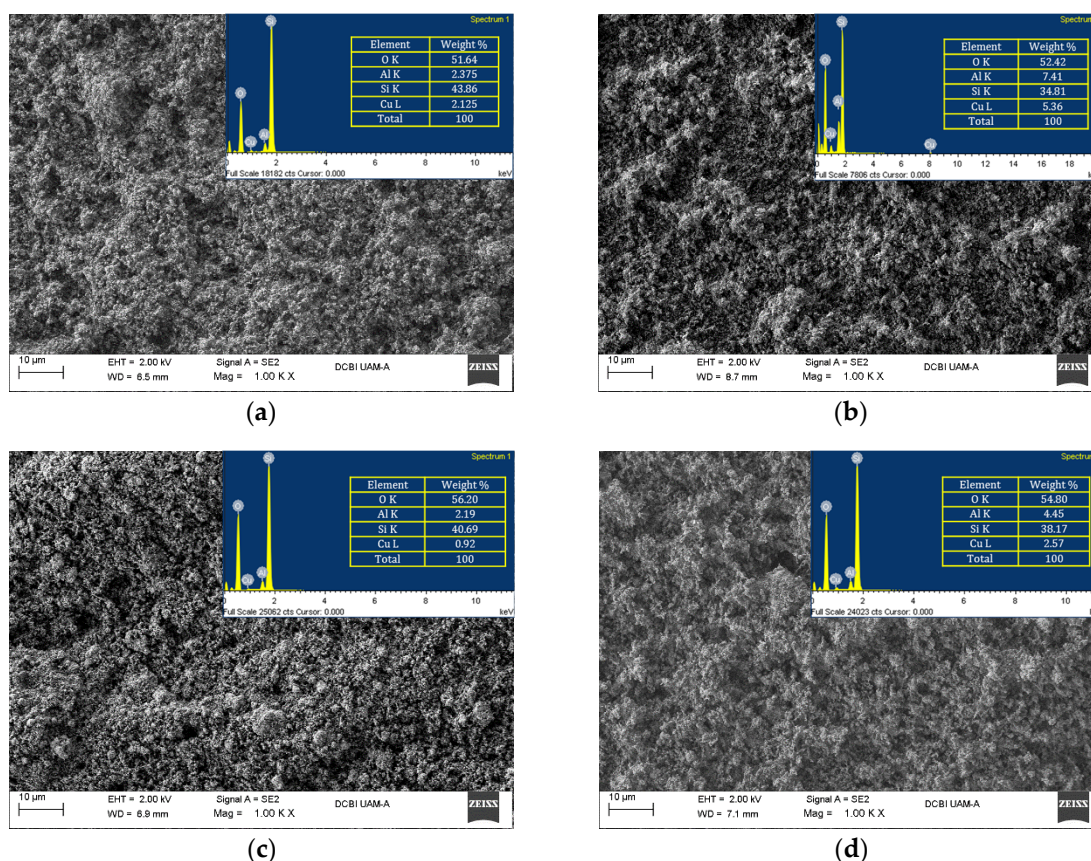 Spectrum 1
Si
O
Cu
Al
Element Weight %
O K 51.64
Al K 2.375
Si K 43.86
Cu L 2.125
Total 100
0 2 4 6 8 10
Full Scale 18182 cts Cursor: 0.000 keV
10 µm
EHT = 2.00 kV Signal A = SE2
DCBI UAM-A
WD = 6.5 mm Mag = 1.00 K X
ZEISS
(a)
Spectrum 1
Si
O
Al
Cu
Cu
Element Weight %
O K 52.42
Al K 7.41
Si K 34.81
Cu L 5.36
Total 100
0 2 4 6 8 10 12 14 16 18
Full Scale 7806 cts Cursor: 0.000 keV
10 µm
EHT = 2.00 kV Signal A = SE2
DCBI UAM-A
WD = 8.7 mm Mag = 1.00 K X
ZEISS
(b)
Spectrum 1
Si
O
Cu
Al
Element Weight %
O K 56.20
Al K 2.19
Si K 40.69
Cu L 0.92
Total 100
0 2 4 6 8 10
Full Scale 25062 cts Cursor: 0.000 keV
10 µm
EHT = 2.00 kV Signal A = SE2
DCBI UAM-A
WD = 6.9 mm Mag = 1.00 K X
ZEISS
(c)
Si
O
Cu
Al
Element Weight %
O K 54.80
Al K 4.45
Si K 38.17
Cu L 2.57
Total 100
0 2 4 6 8 10
Full Scale 24023 cts Cursor: 0.000
10 µm
EHT = 2.00 kV Signal A = SE2
DCBI UAM-A
WD = 7.1 mm Mag = 1.00 K X
ZEISS
(d)